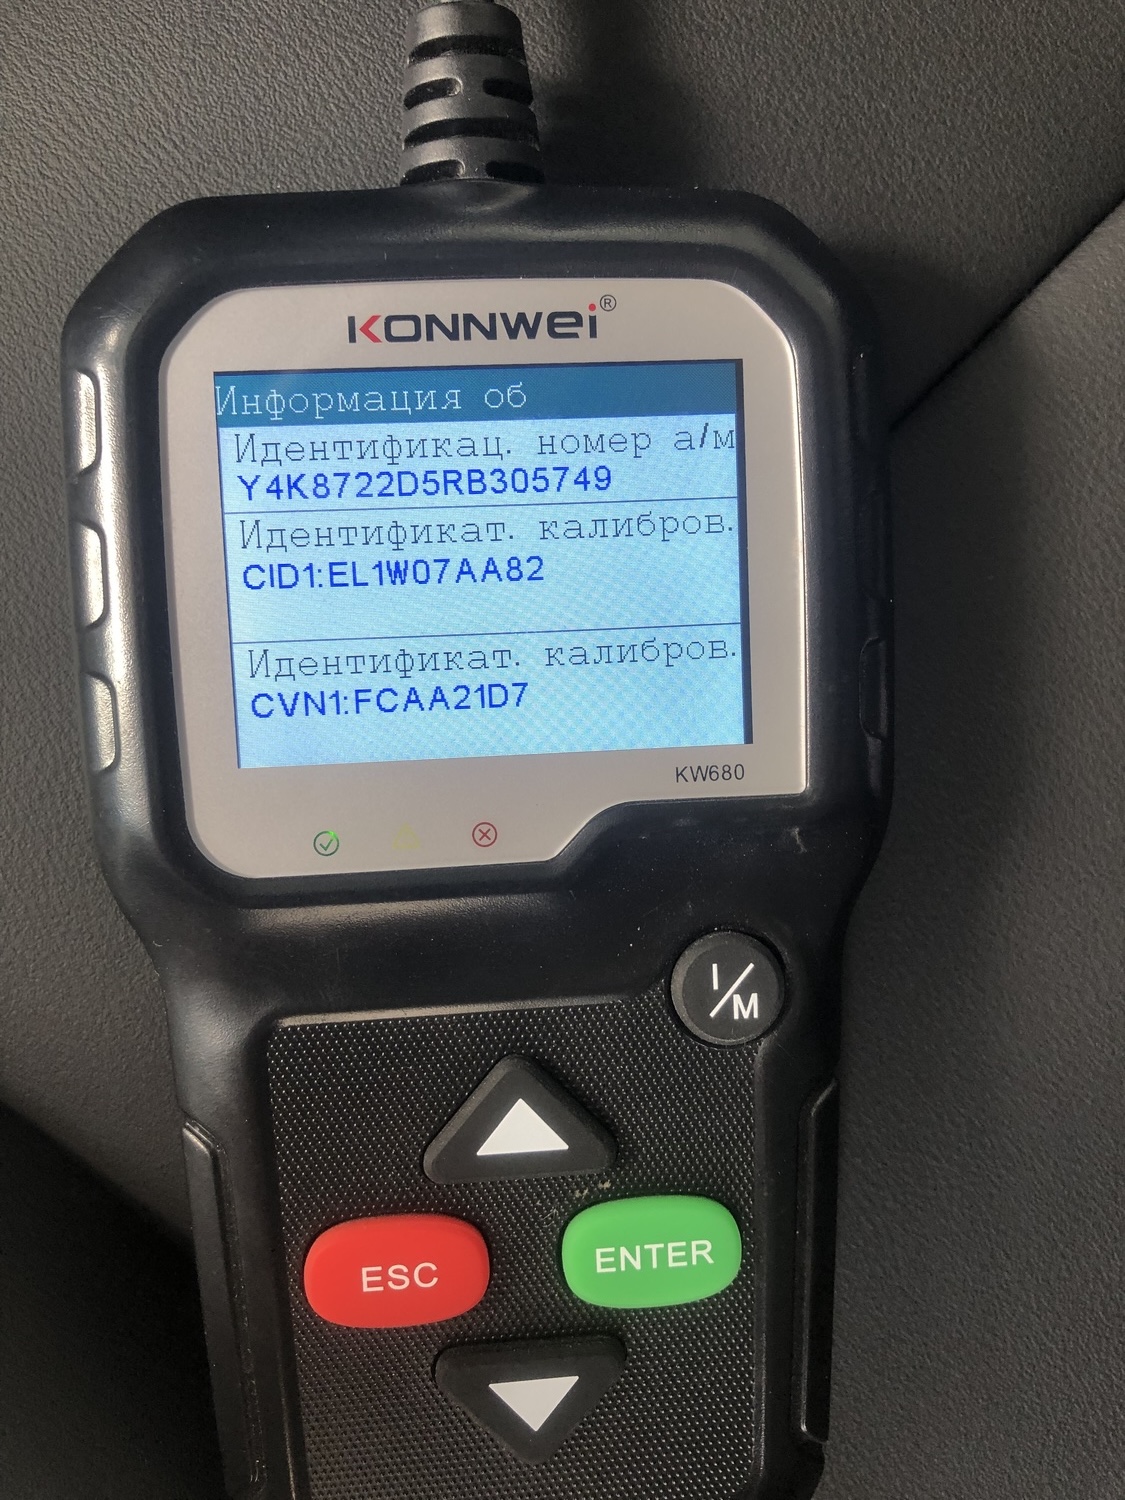 KONNWEI®
Информация об
Идентификац. номер а/м
Y4K8722D5RB305749
Идентификат. калибров.
CID1:EL1W07AA82
Идентификат. калибров.
CVN1:FCAA21D7
KW680
I/M
ESC
ENTER